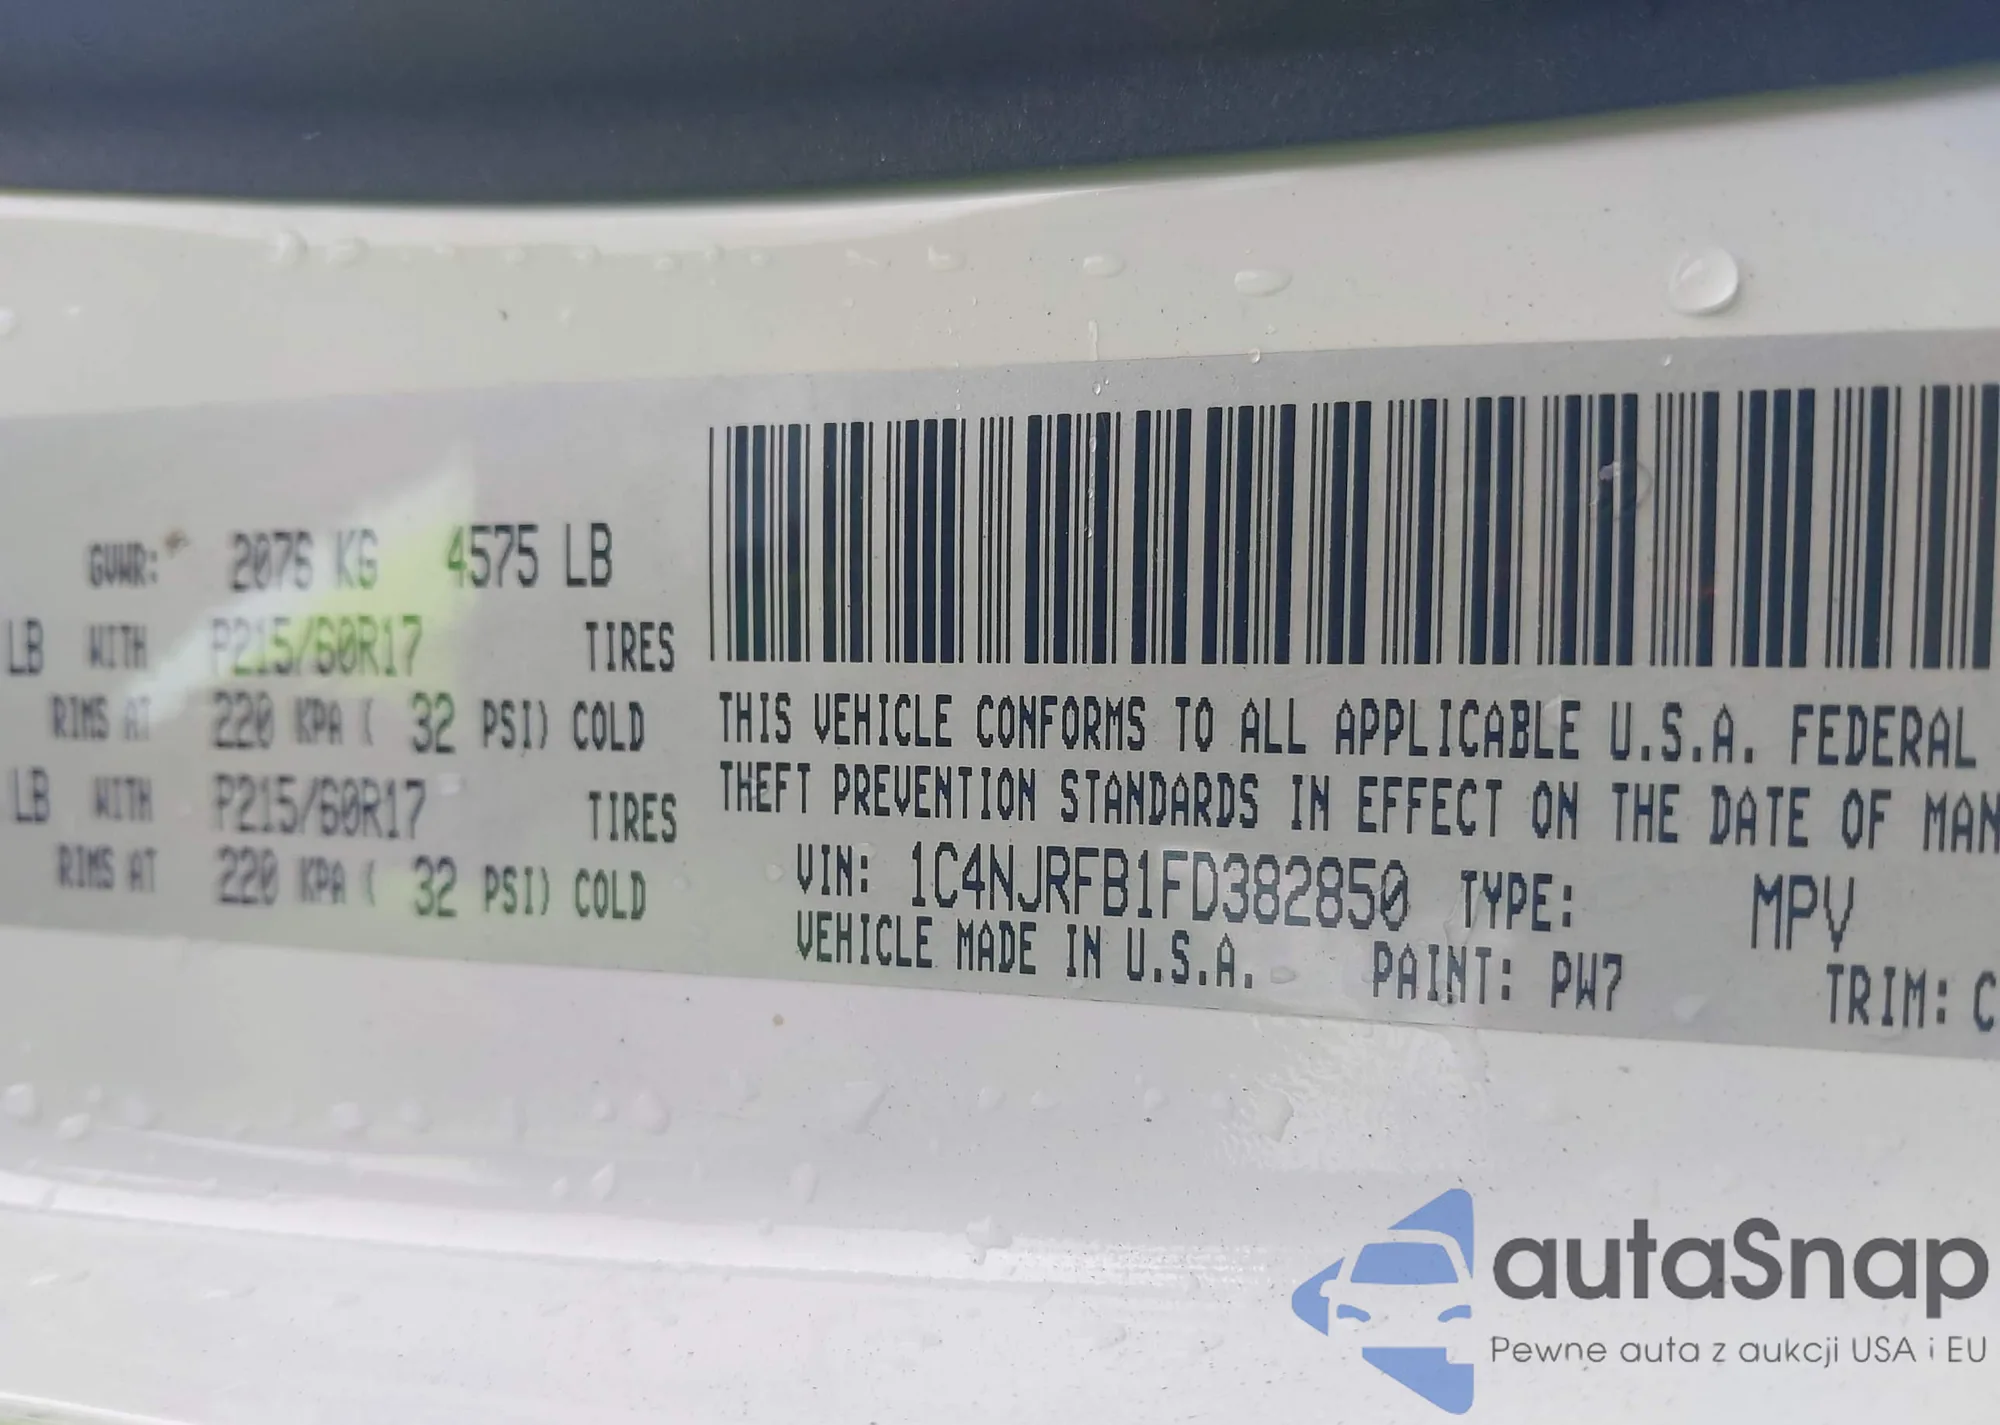 GVWR: 2076 KG 4575 LB
LB WITH P215/60R17 TIRES
RIMS AT 220 KPA ( 32 PSI) COLD
LB WITH P215/60R17 TIRES
RIMS AT 220 KPA ( 32 PSI) COLD
THIS VEHICLE CONFORMS TO ALL APPLICABLE U.S.A. FEDERAL
THEFT PREVENTION STANDARDS IN EFFECT ON THE DATE OF MAN
VIN: 1C4NJRFB1FD382850 TYPE: MPV
VEHICLE MADE IN U.S.A. PAINT: PW7 TRIM: C
autaSnap
Pewne auta z aukcji USA i EU